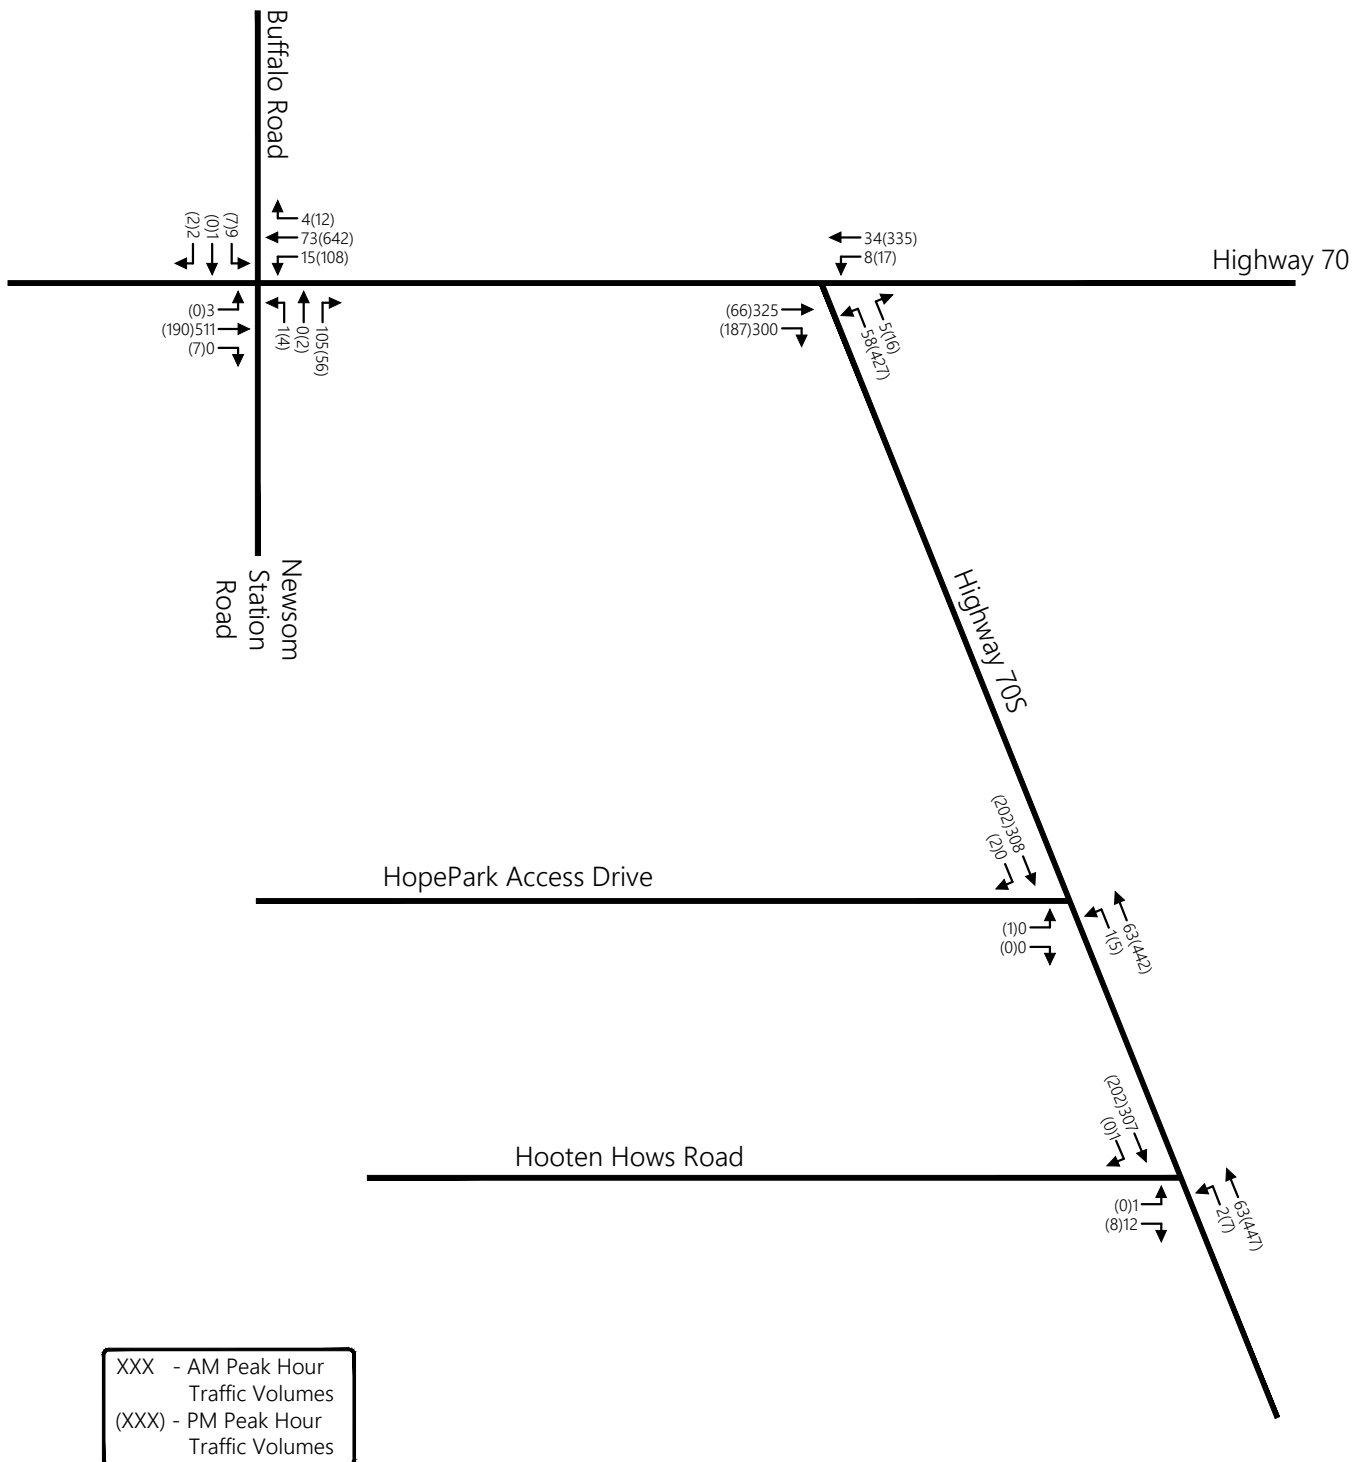 Buffalo Road
(2)2
(0)1
(7)9
4(12)
73(642)
15(108)
(0)3
(190)511
(7)0
1(4)
0(2)
105(56)
34(335)
8(17)
Highway 70
(66)325
(187)300
5(16)
58(427)
Newsom
Station
Road
Highway 70S
(202)308
(2)0
HopePark Access Drive
(1)0
(0)0
63(442)
1(5)
(202)307
(0)1
Hooten Hows Road
(0)1
(8)12
63(447)
2(7)
XXX - AM Peak Hour
Traffic Volumes
(XXX) - PM Peak Hour
Traffic Volumes